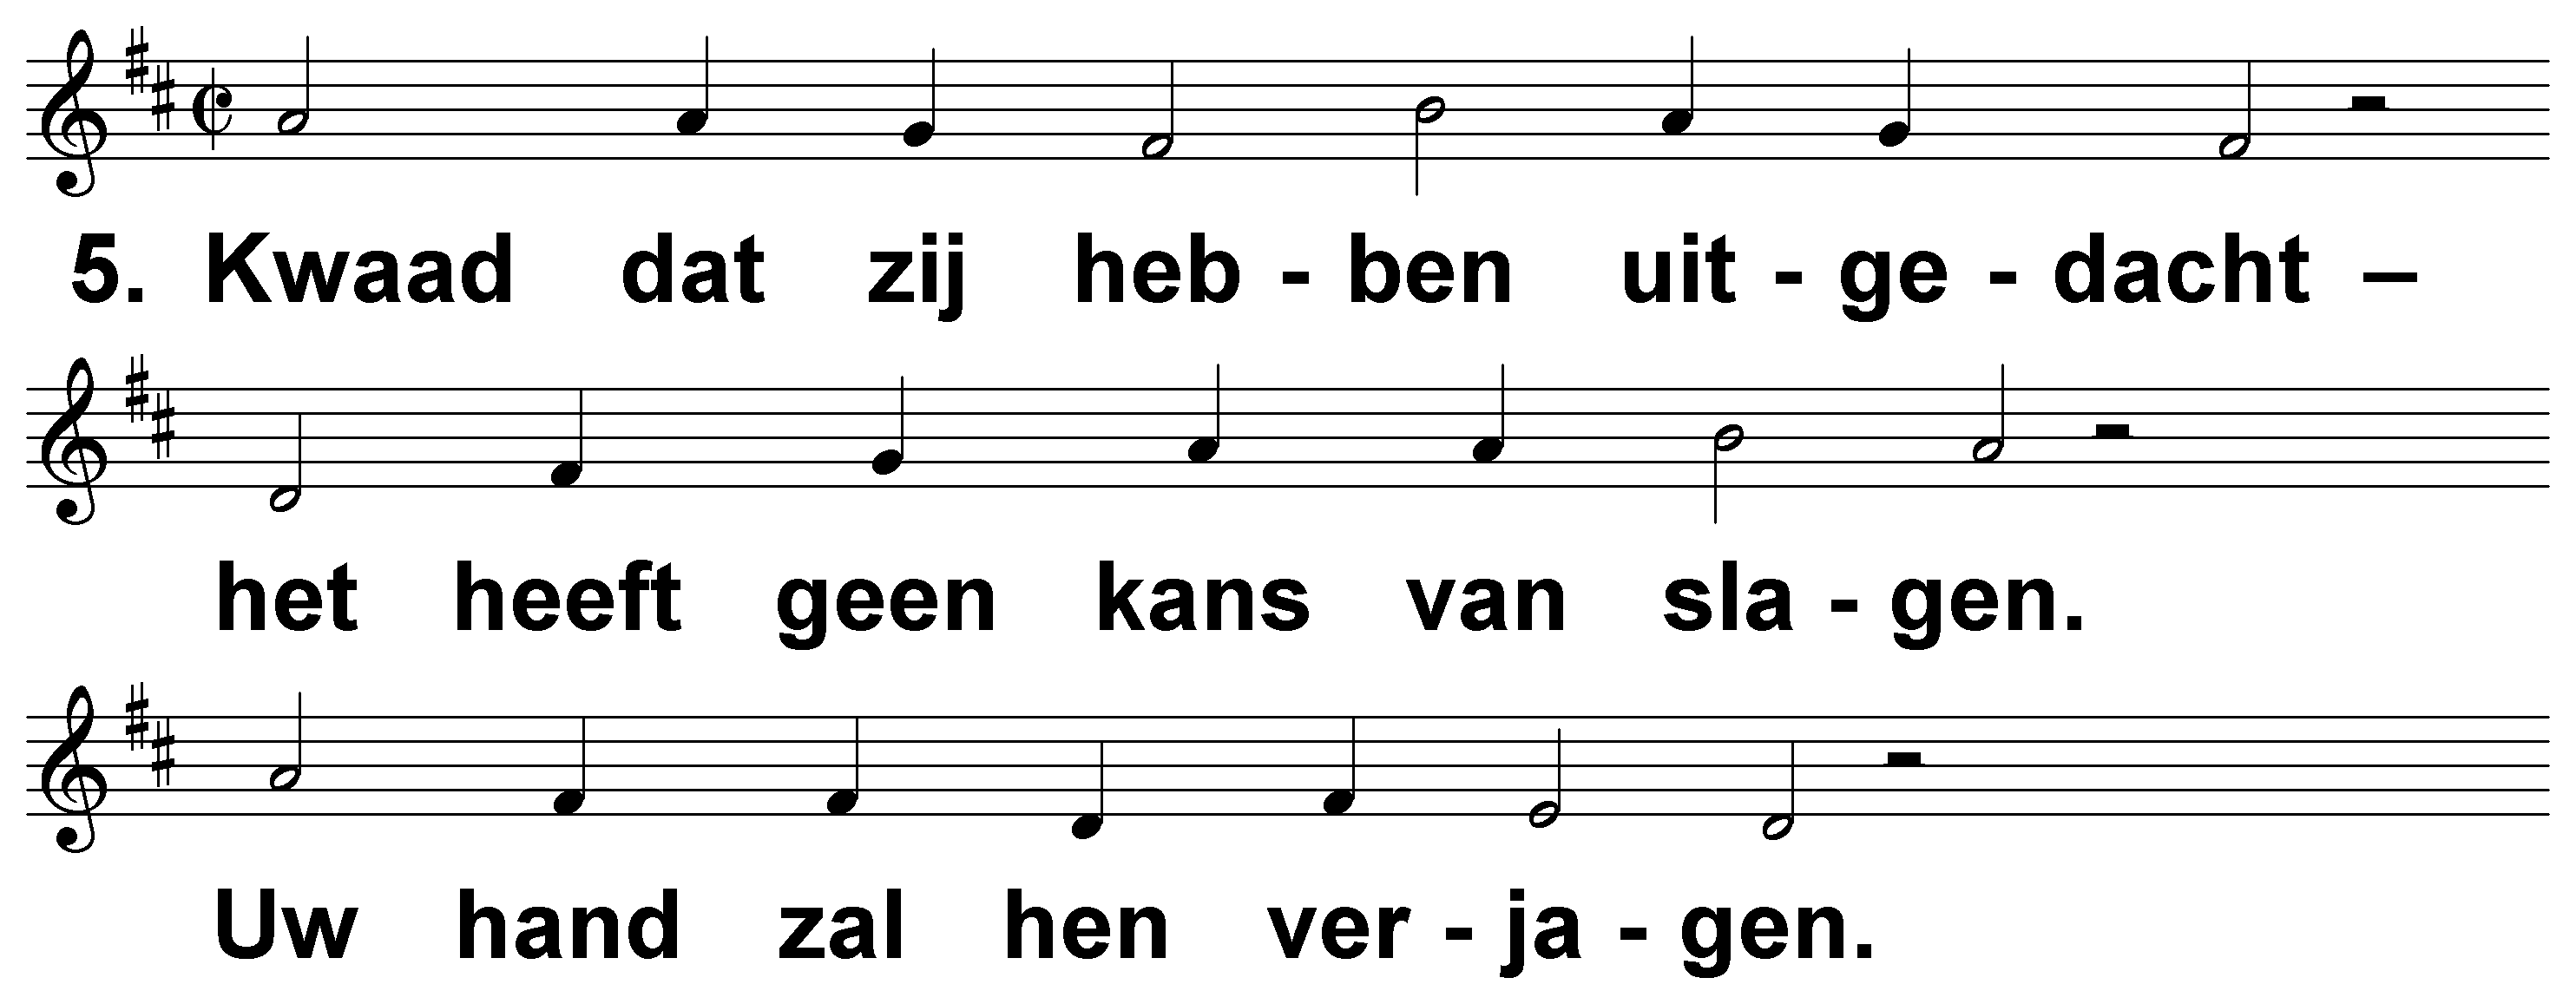 5. Kwaad dat zij heb - ben uit - ge - dacht –
het heeft geen kans van sla - gen.
Uw hand zal hen ver - ja - gen.